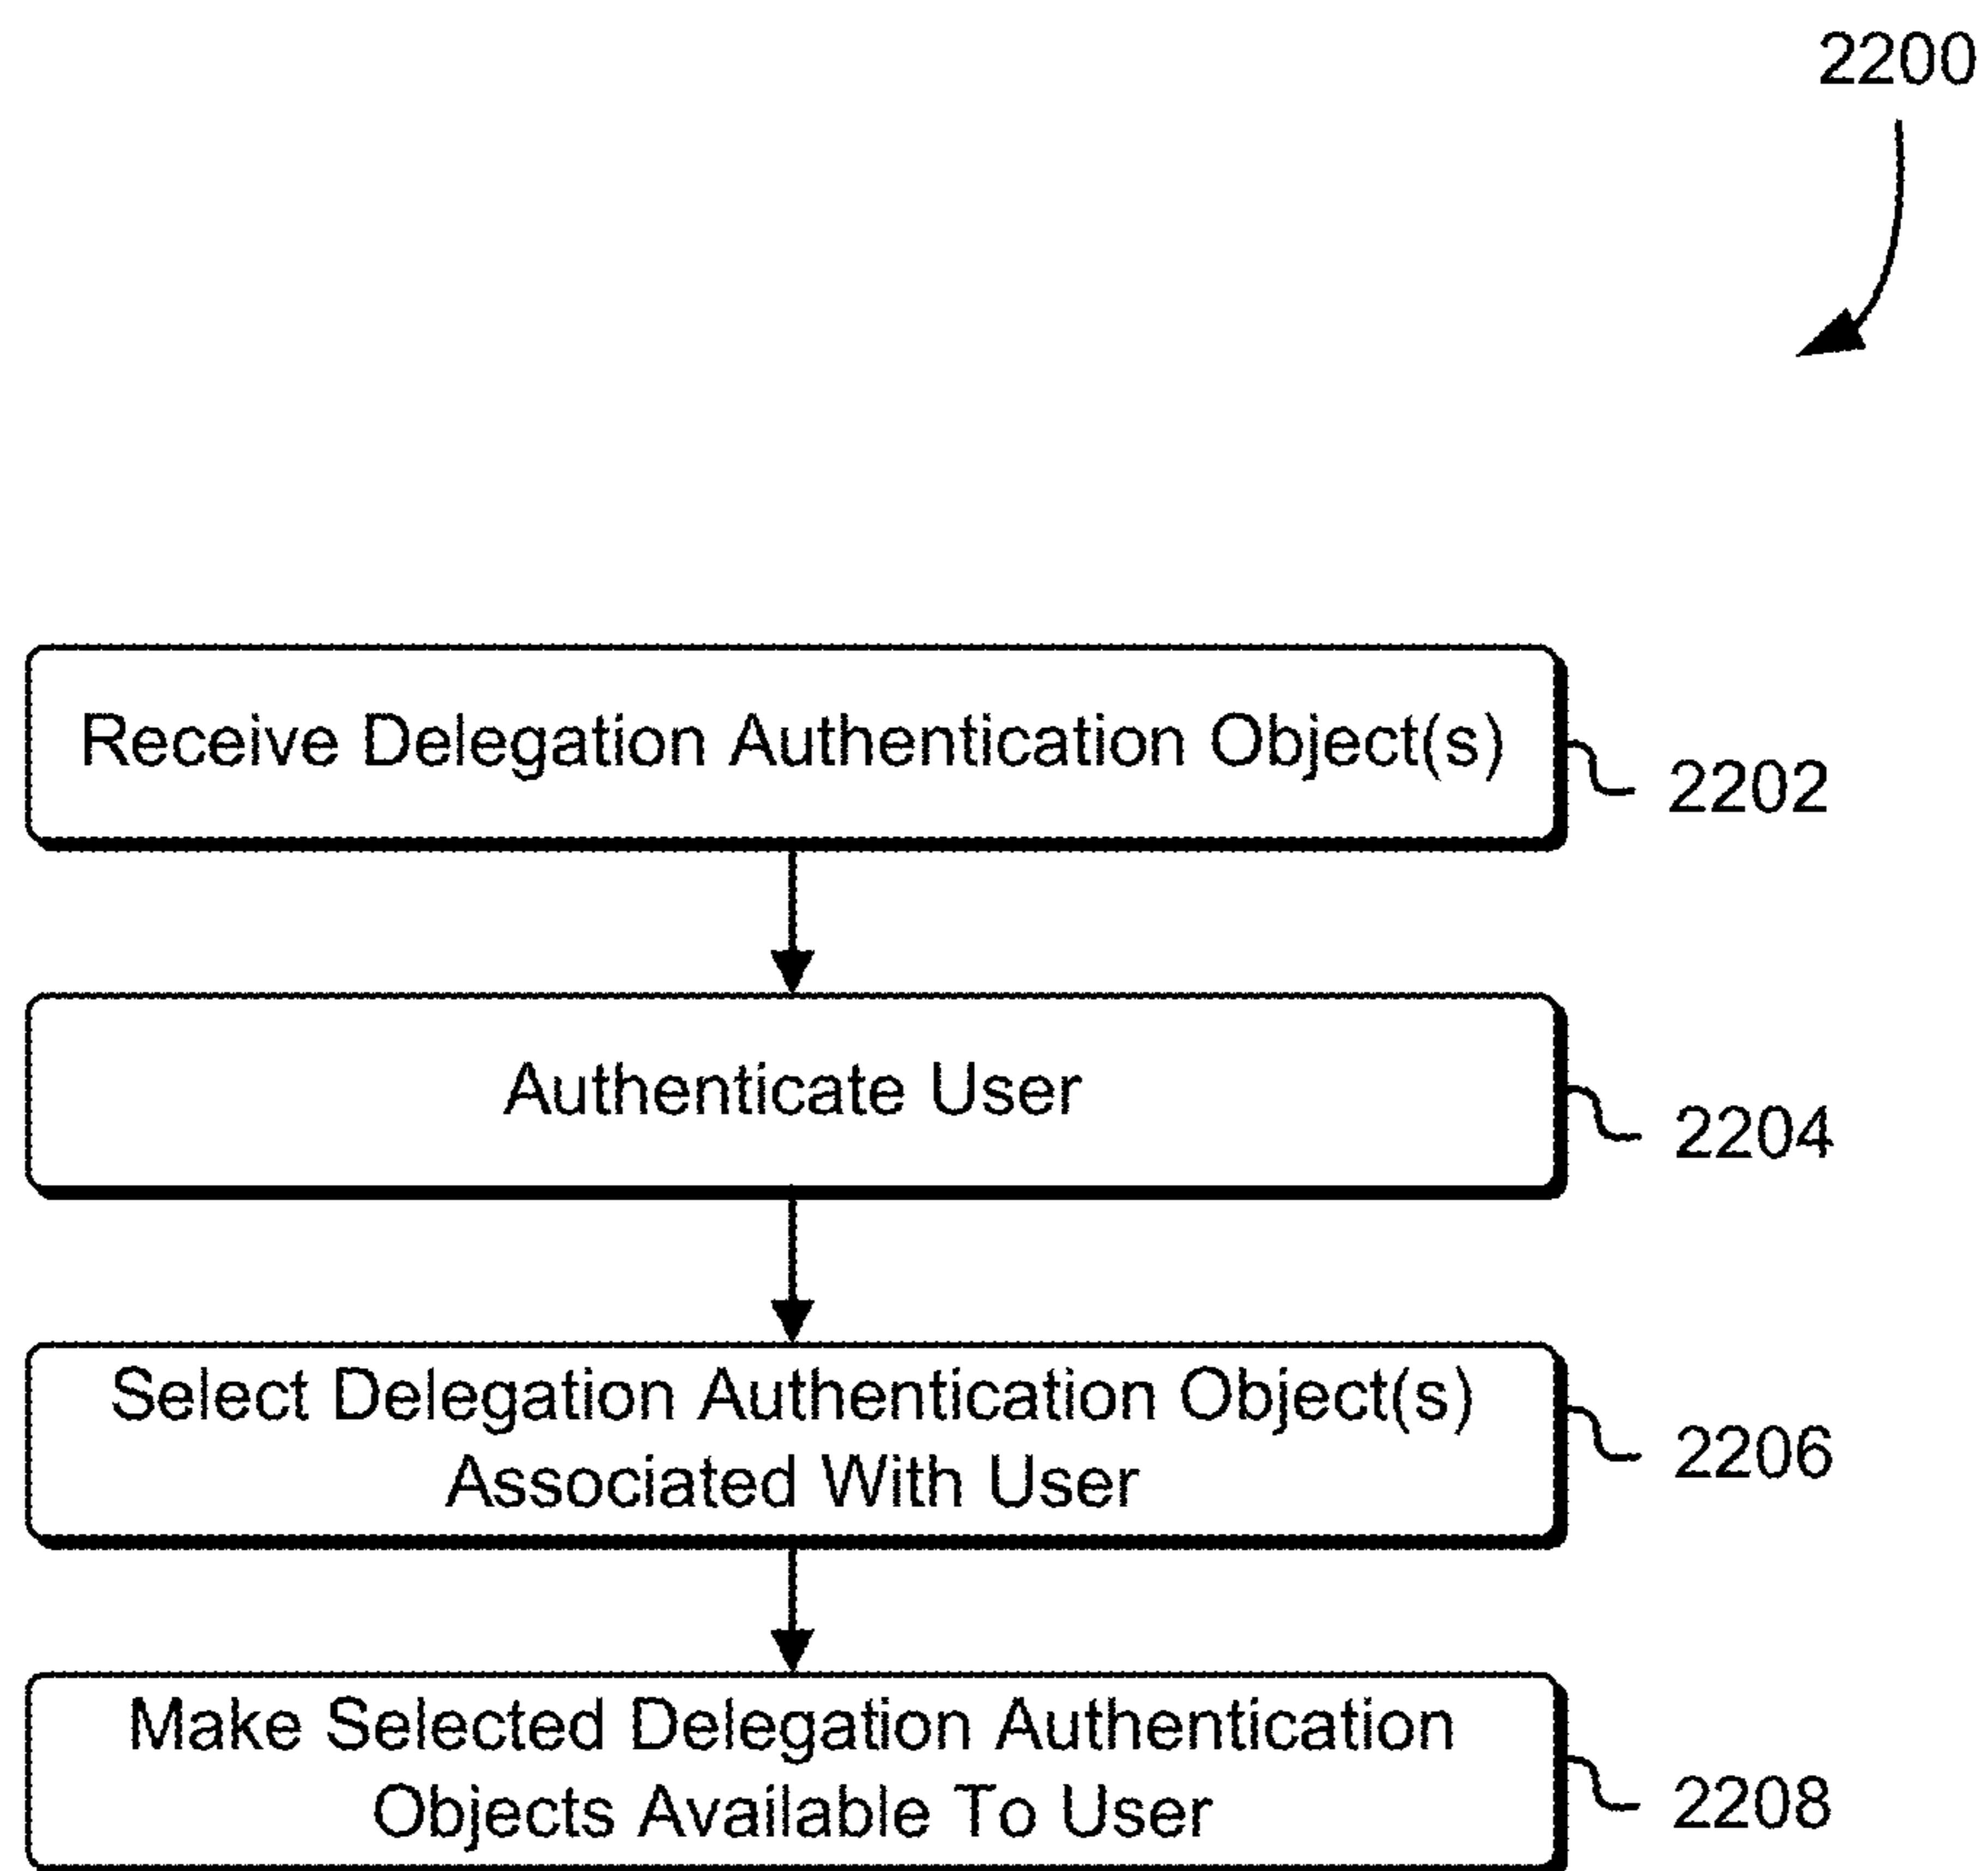 2200
Receive Delegation Authentication Object(s)
2202
Authenticate User
2204
Select Delegation Authentication Object(s)
Associated With User
2206
Make Selected Delegation Authentication
Objects Available To User
2208